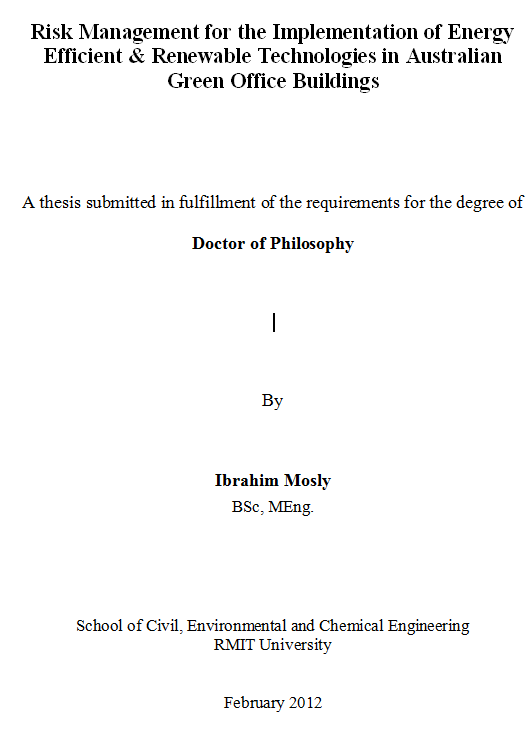 Risk Management for the Implementation of Energy
Efficient & Renewable Technologies in Australian
Green Office Buildings
A thesis submitted in fulfillment of the requirements for the degree of
Doctor of Philosophy
By
Ibrahim Mosly
BSc, MEng.
School of Civil, Environmental and Chemical Engineering
RMIT University
February 2012